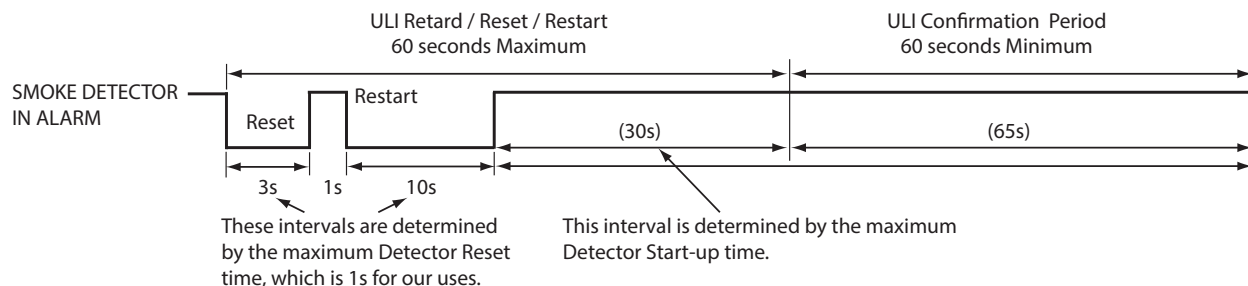 ULI Retard / Reset / Restart
60 seconds Maximum
ULI Confirmation Period
60 seconds Minimum
SMOKE DETECTOR
IN ALARM
Reset
Restart
(30s)
(65s)
3s
1s
10s
These intervals are determined
by the maximum Detector Reset
time, which is 1s for our uses.
This interval is determined by the maximum
Detector Start-up time.